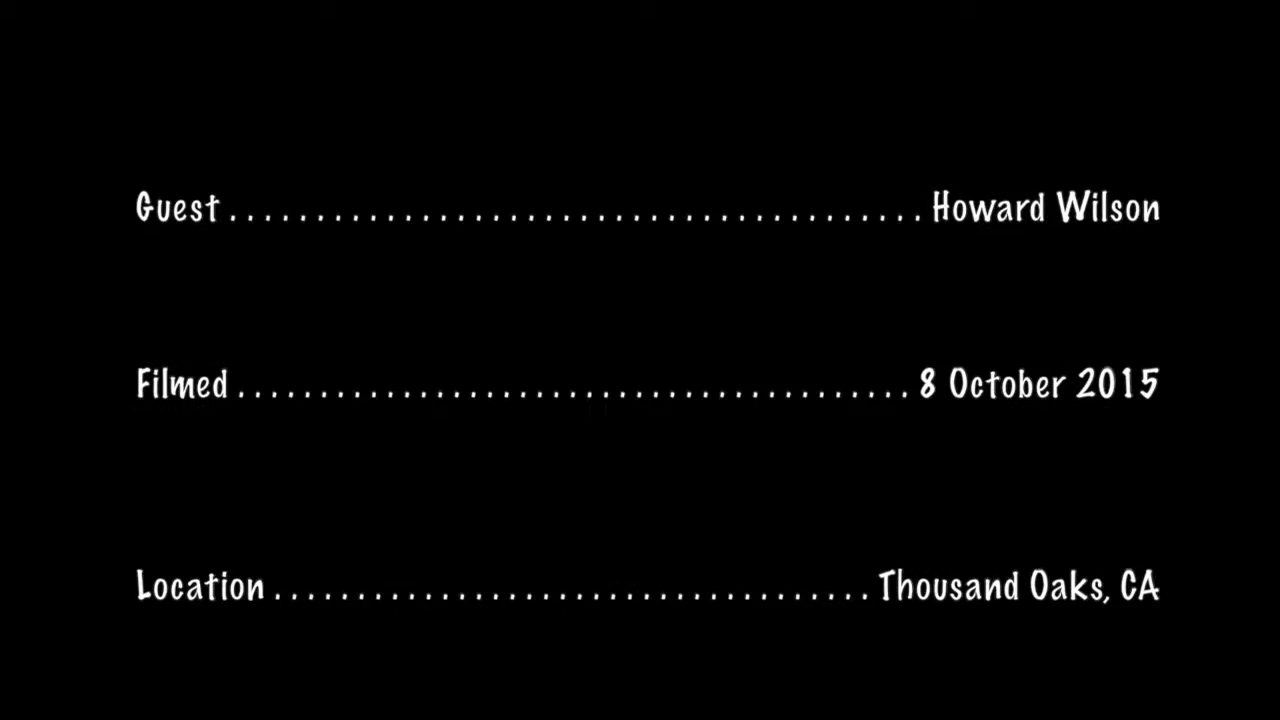 Guest . . . . . . . . . . . . . . . . . . . . . . . . . . . . . . . . . . . . . . . . . . . . . . . . Howard Wilson
Filmed . . . . . . . . . . . . . . . . . . . . . . . . . . . . . . . . . . . . . . . . . . . . . . . 8 October 2015
Location . . . . . . . . . . . . . . . . . . . . . . . . . . . . . . . . . . . . . . . . . . Thousand Oaks, CA